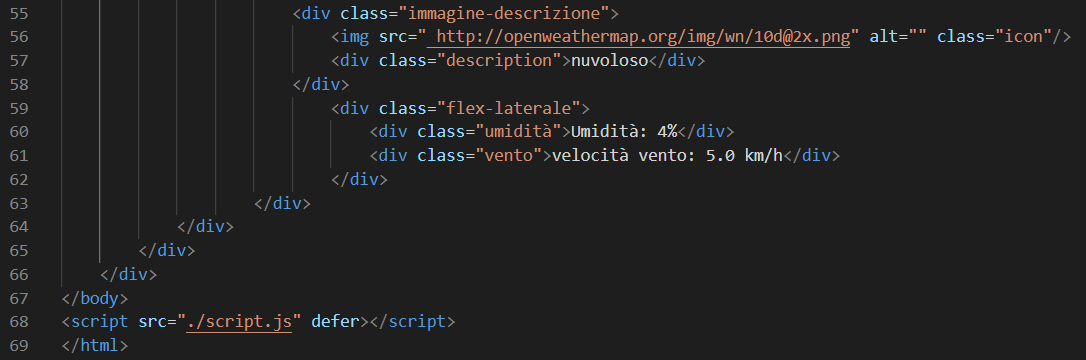 55 <div class="immagine-descrizione">
56 <img src=" http://openweathermap.org/img/wn/10d@2x.png" alt="" class="icon"/>
57 <div class="description">nuvoloso</div>
58 </div>
59 <div class="flex-laterale">
60 <div class="umidità">Umidità: 4%</div>
61 <div class="vento">velocità vento: 5.0 km/h</div>
62 </div>
63 </div>
64 </div>
65 </div>
66 </div>
67 </body>
68 <script src="./script.js" defer></script>
69 </html>